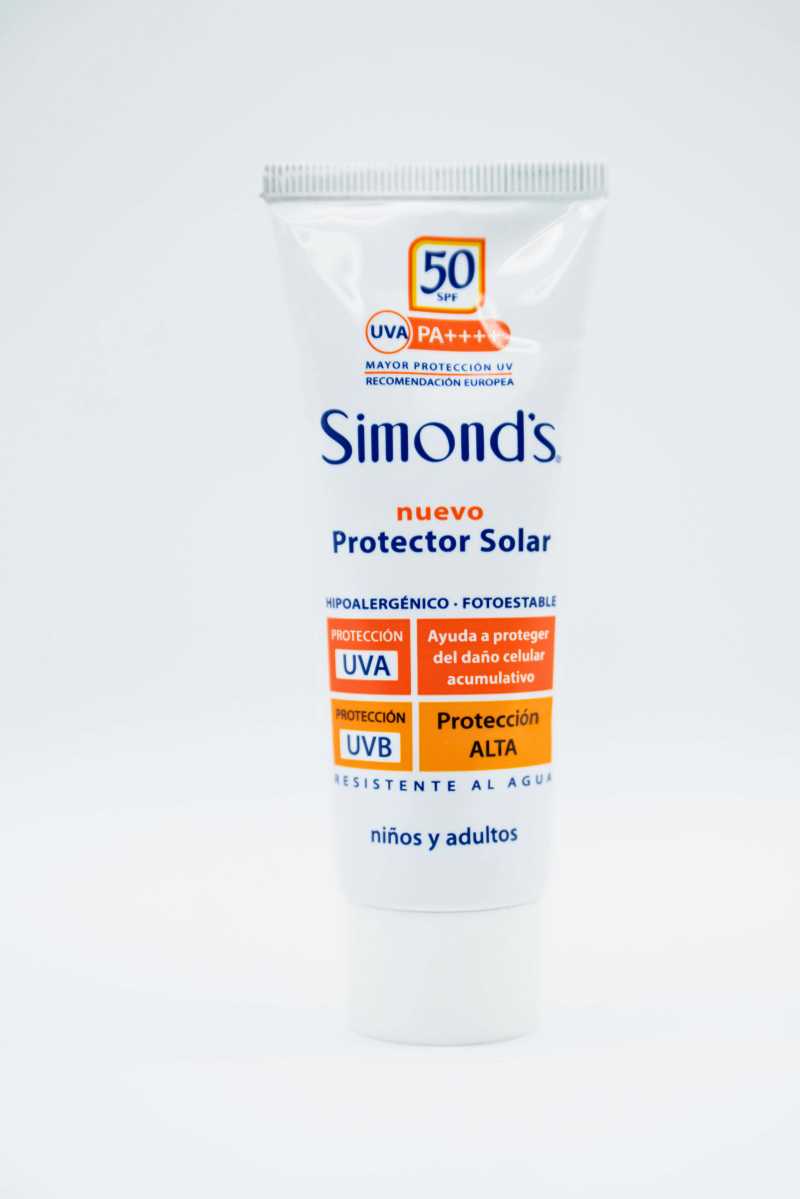 50
SPF
UVA PA++++
MAYOR PROTECCIÓN UV
RECOMENDACIÓN EUROPEA
Simond's®
nuevo
Protector Solar
HIPOALERGÉNICO · FOTOESTABLE
PROTECCIÓN
UVA
Ayuda a proteger
del daño celular
acumulativo
PROTECCIÓN
UVB
Protección
ALTA
RESISTENTE AL AGUA
niños y adultos